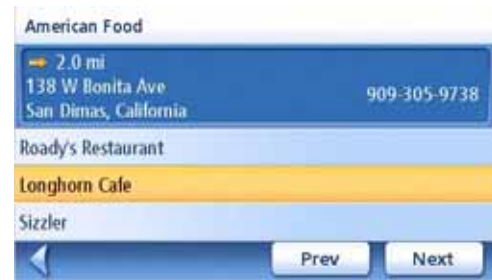 American Food
2.0 mi
138 W Bonita Ave
909-305-9738
San Dimas, California
Roady's Restaurant
Longhorn Cafe
Sizzler
Prev Next